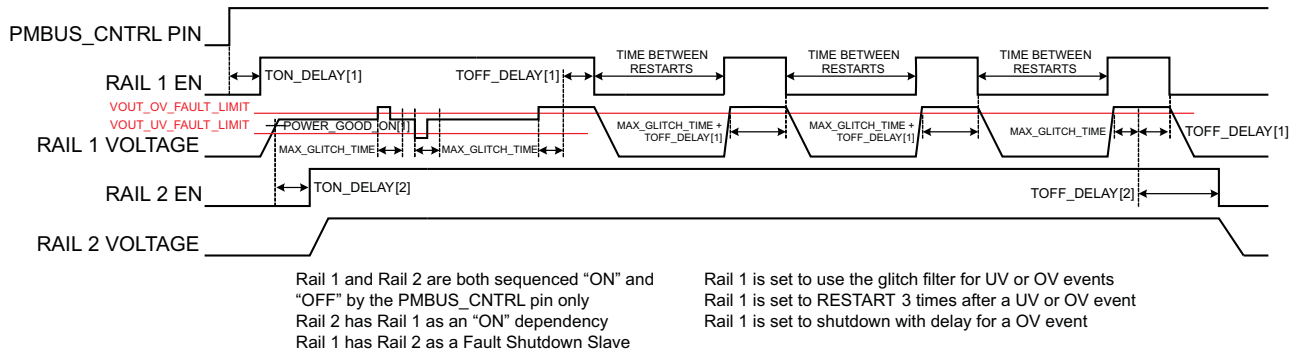 PMBUS_CNTRL PIN
TON_DELAY[1]
TOFF_DELAY[1]
TIME BETWEEN
RESTARTS
TIME BETWEEN
RESTARTS
TIME BETWEEN
RESTARTS
RAIL 1 EN
VOUT_OV_FAULT_LIMIT
VOUT_UV_FAULT_LIMIT
POWER_GOOD_ON[1]
RAIL 1 VOLTAGE
MAX_GLITCH_TIME
MAX_GLITCH_TIME
MAX_GLITCH_TIME +
TOFF_DELAY[1]
MAX_GLITCH_TIME +
TOFF_DELAY[1]
MAX_GLITCH_TIME
TOFF_DELAY[1]
RAIL 2 EN
TON_DELAY[2]
TOFF_DELAY[2]
RAIL 2 VOLTAGE
Rail 1 and Rail 2 are both sequenced “ON” and
“OFF” by the PMBUS_CNTRL pin only
Rail 2 has Rail 1 as an “ON” dependency
Rail 1 has Rail 2 as a Fault Shutdown Slave
Rail 1 is set to use the glitch filter for UV or OV events
Rail 1 is set to RESTART 3 times after a UV or OV event
Rail 1 is set to shutdown with delay for a OV event